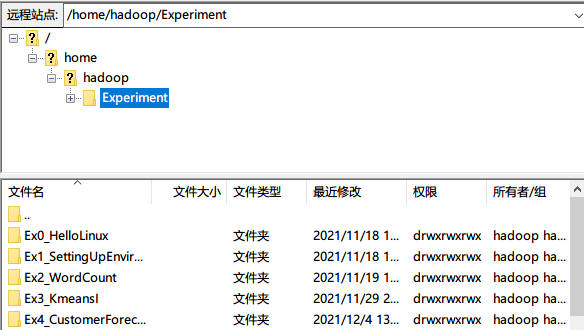 远程站点: /home/hadoop/Experiment
/
home
hadoop
Experiment
文件名 文件大小 文件类型 最近修改 权限 所有者/组
..
Ex0_HelloLinux 文件夹 2021/11/18 1... drwxrwxrwx hadoop ha...
Ex1_SettingUpEnvir... 文件夹 2021/11/18 1... drwxrwxrwx hadoop ha...
Ex2_WordCount 文件夹 2021/11/19 1... drwxrwxrwx hadoop ha...
Ex3_KmeansI 文件夹 2021/11/29 2... drwxrwxrwx hadoop ha...
Ex4_CustomerForec... 文件夹 2021/12/4 13... drwxrwxrwx hadoop ha...